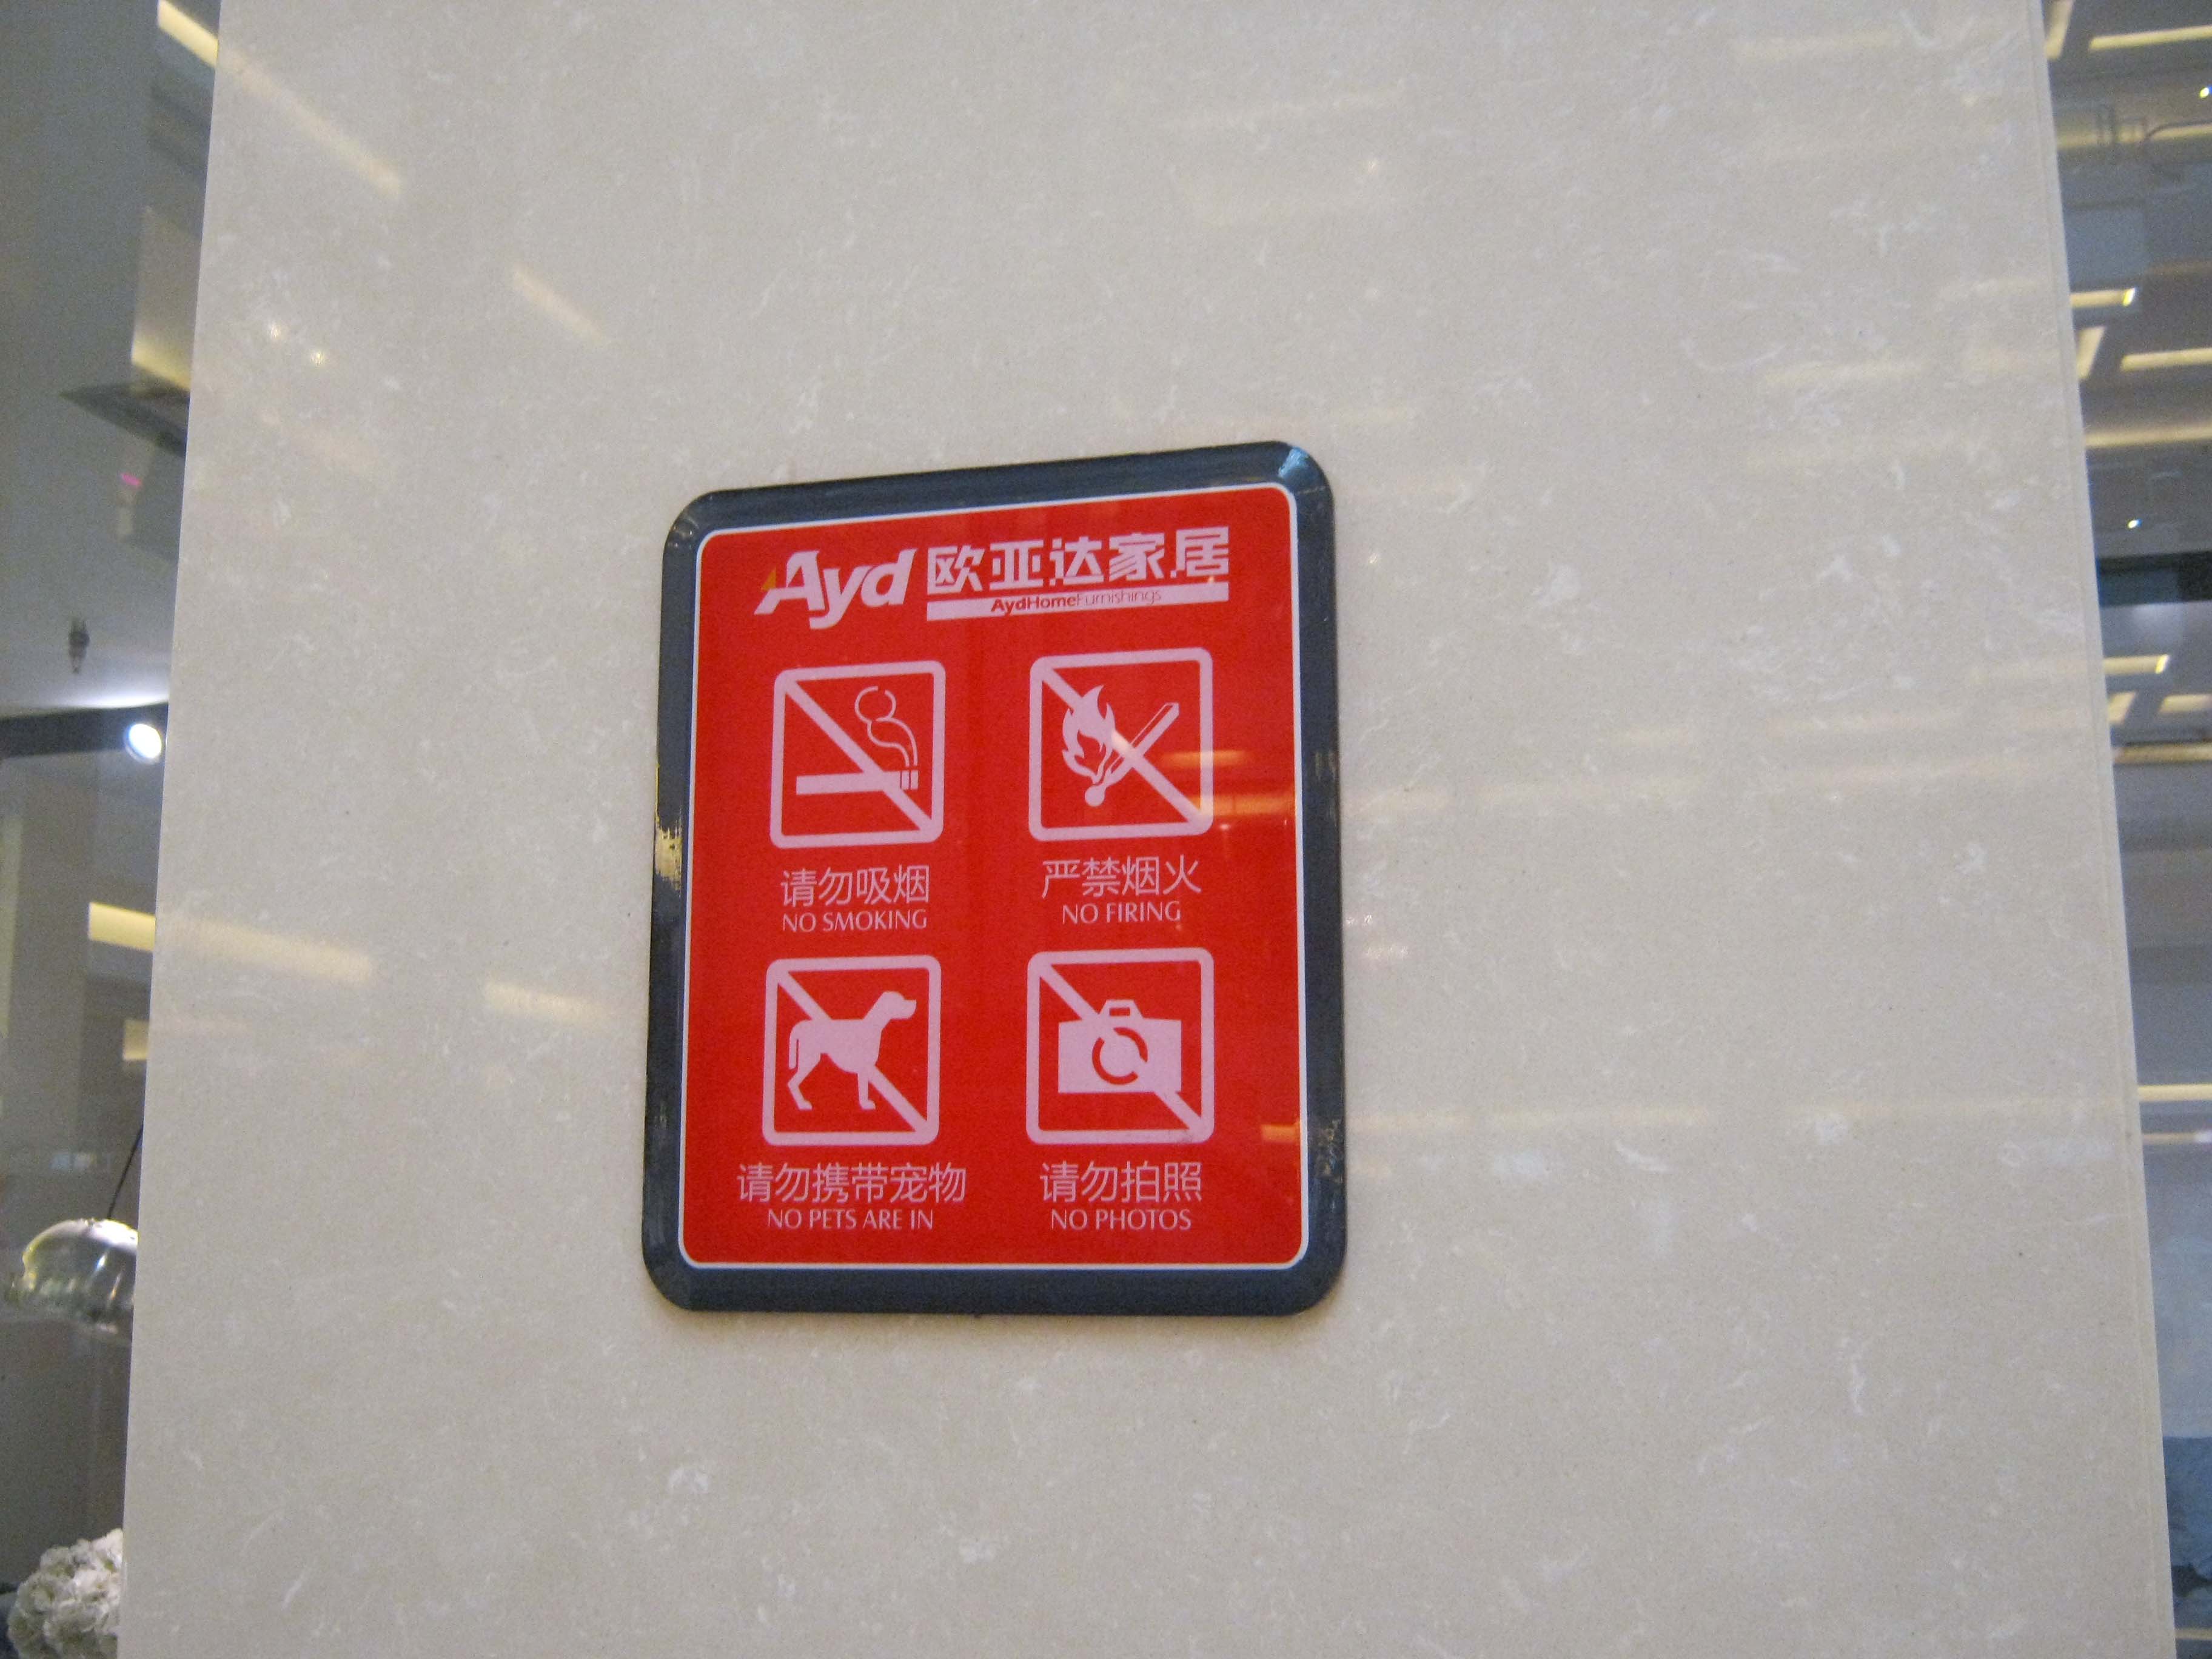 Ayd 欧亚达家居
AydHomeFurnishings
请勿吸烟
NO SMOKING
严禁烟火
NO FIRING
请勿携带宠物
NO PETS ARE IN
请勿拍照
NO PHOTOS